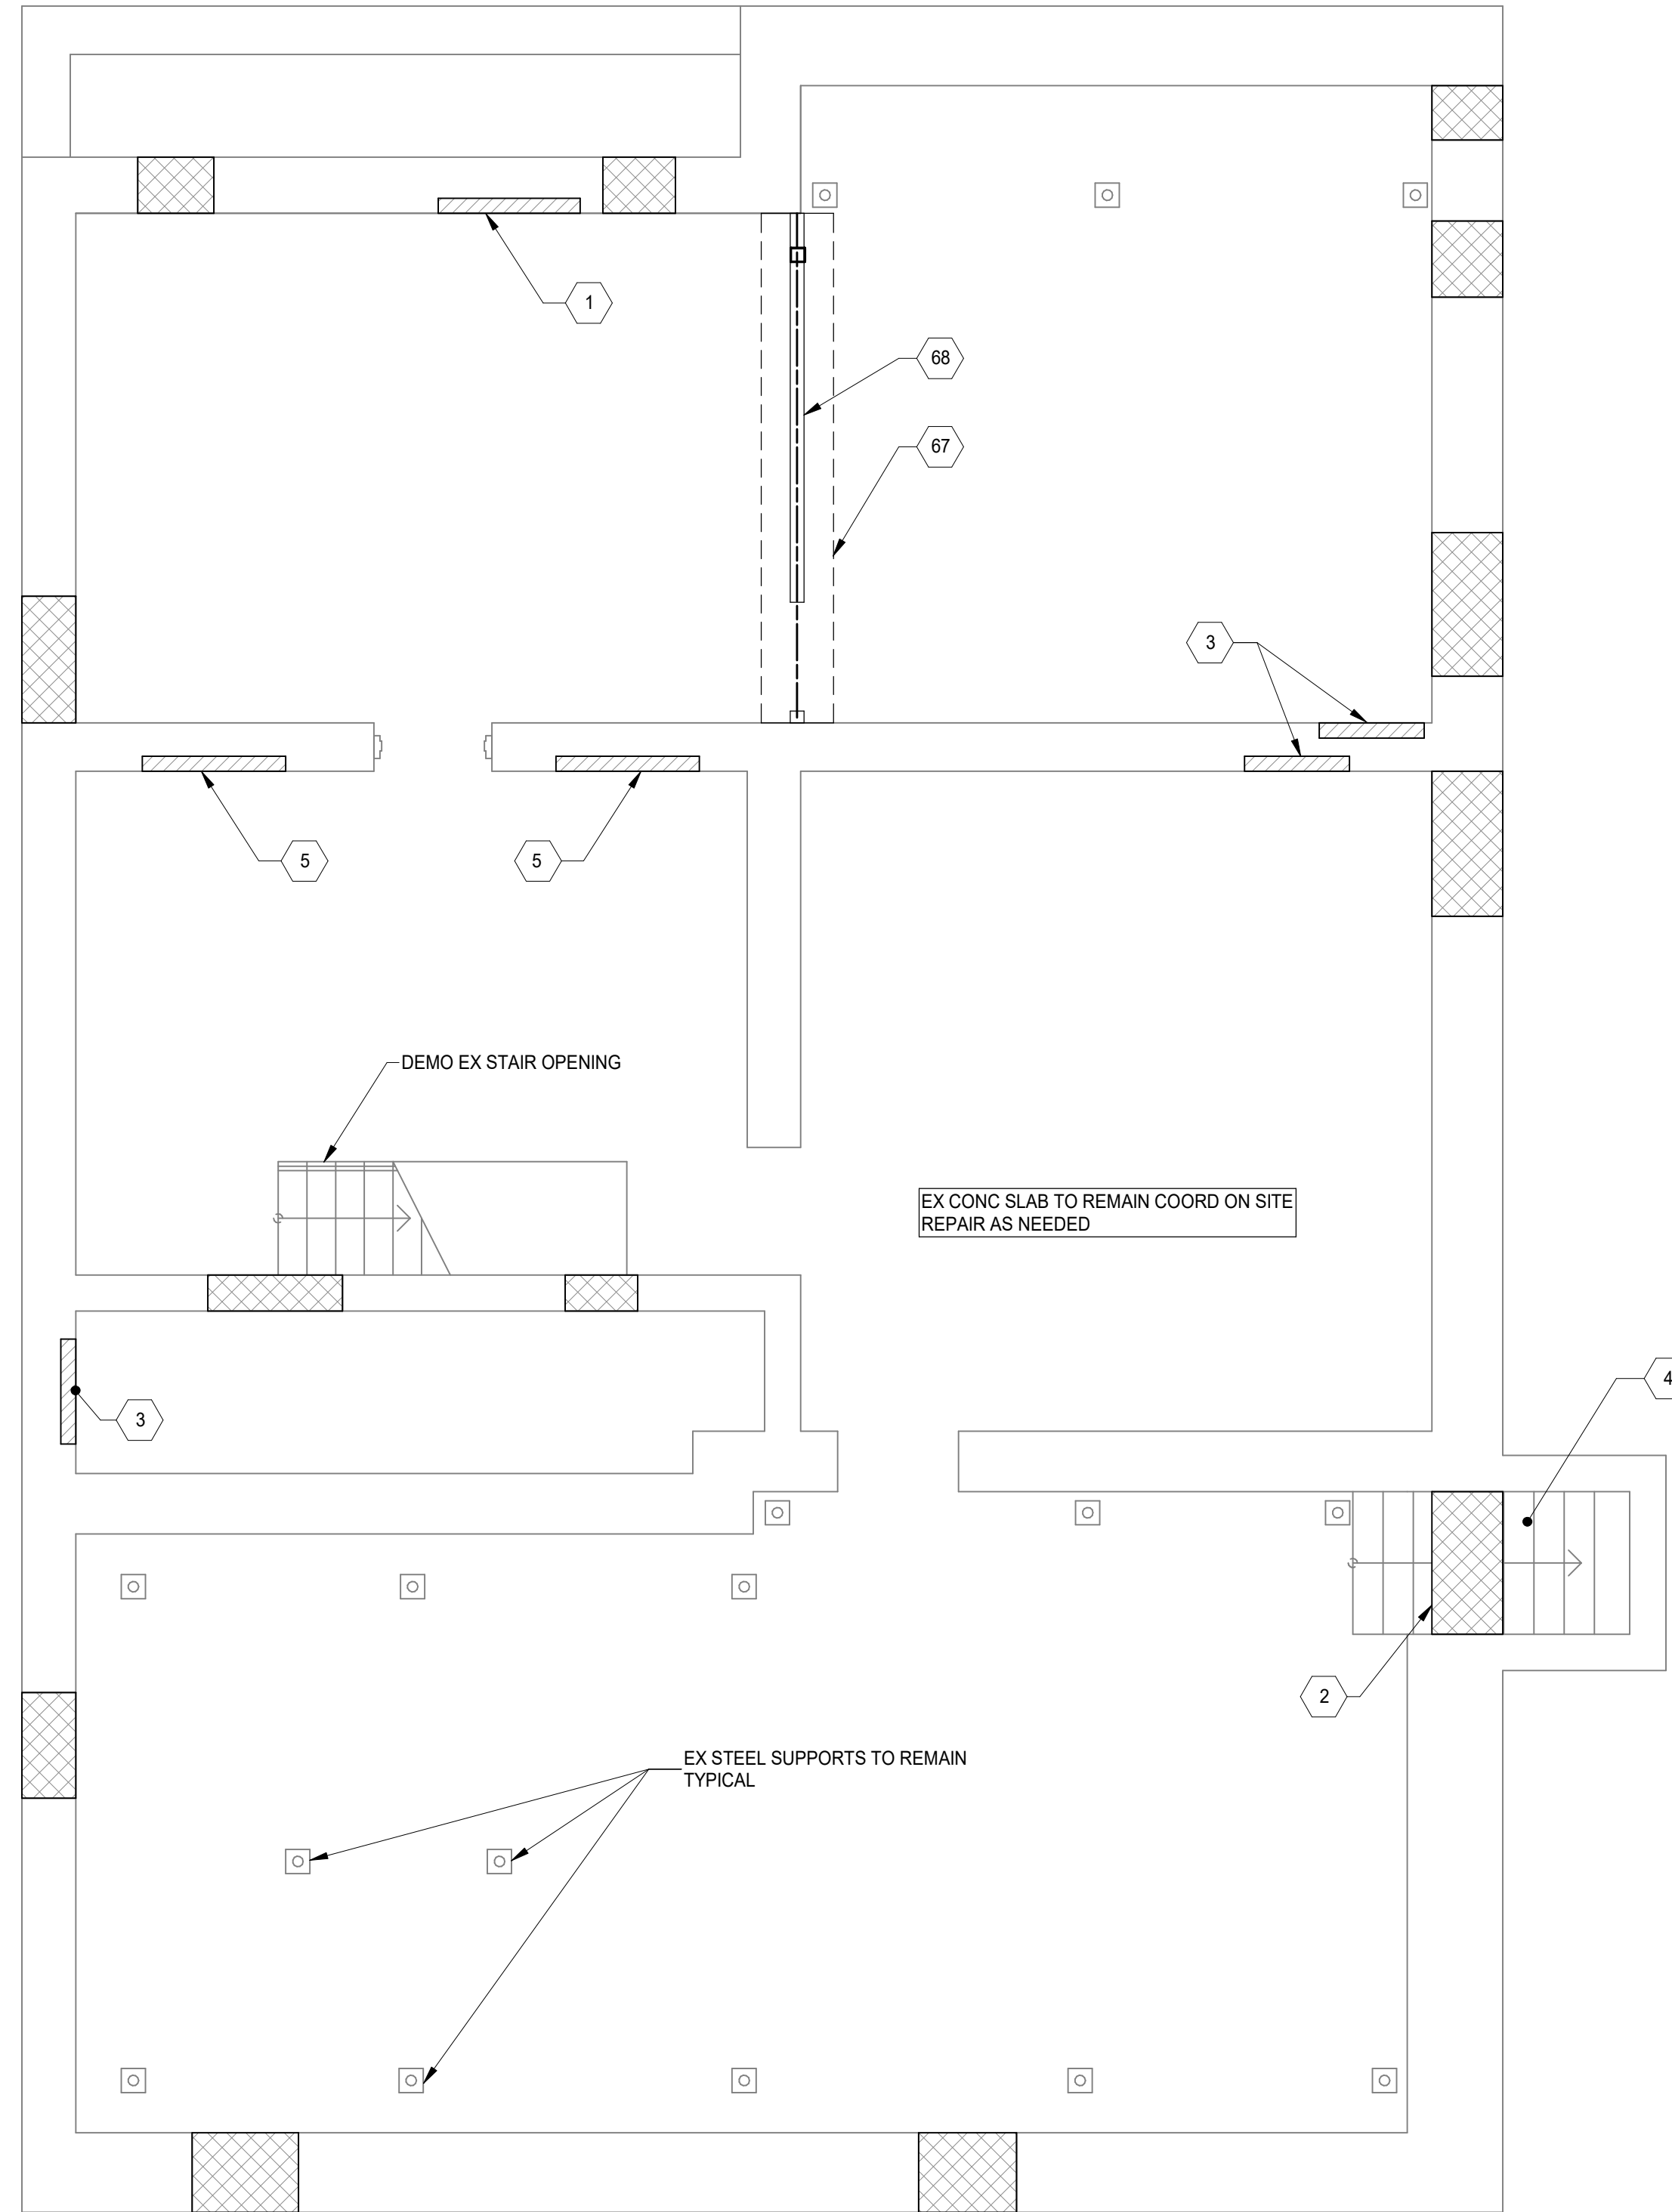 1
68
67
3
5
5
DEMO EX STAIR OPENING
EX CONC SLAB TO REMAIN COORD ON SITE
REPAIR AS NEEDED
4
3
2
EX STEEL SUPPORTS TO REMAIN
TYPICAL